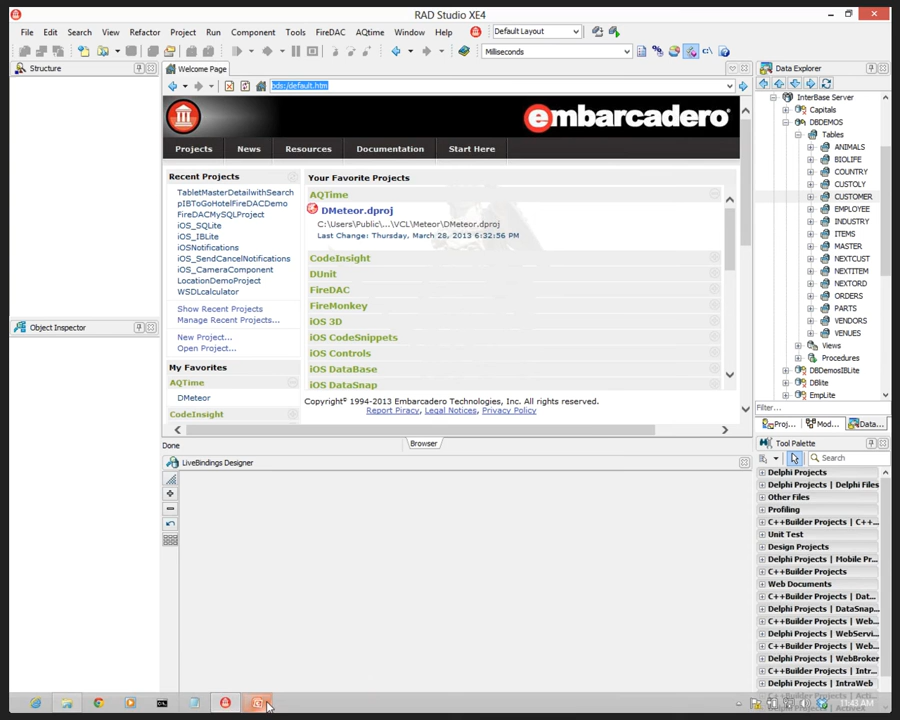 RAD Studio XE4
File Edit Search View Refactor Project Run Component Tools FireDAC AQtime Window Help Default Layout
Milliseconds
Structure
Welcome Page
Data Explorer
bds:/default.htm
embarcadero®
Projects News Resources Documentation Start Here
Recent Projects
TabletMasterDetailwithSearch
pIBToGoHotelFireDACDemo
FireDACMySQLProject
iOS_SQLite
iOS_IBLite
iOSNotifications
iOS_SendCancelNotifications
iOS_CameraComponent
LocationDemoProject
WSDLcalculator
Show Recent Projects
Manage Recent Projects...
New Project...
Open Project...
My Favorites
AQTime
DMeteor
CodeInsight
Your Favorite Projects
AQTime
DMeteor.dproj
C:\Users\Public\...\VCL\Meteor\DMeteor.dproj
Last Change: Thursday, March 28, 2013 6:32:56 PM
CodeInsight
DUnit
FireDAC
FireMonkey
iOS 3D
iOS CodeSnippets
iOS Controls
iOS DataBase
iOS DataSnap
Copyright© 1994-2013 Embarcadero Technologies, Inc. All rights reserved.
Report Piracy, Legal Notices, Privacy Policy
Done
Browser
Object Inspector
LiveBindings Designer
InterBase Server
Capitals
DBDEMOS
Tables
ANIMALS
BIOLIFE
COUNTRY
CUSTOLY
CUSTOMER
EMPLOYEE
INDUSTRY
ITEMS
MASTER
NEXTCUST
NEXTITEM
NEXTORD
ORDERS
PARTS
VENDORS
VENUES
Views
Procedures
DBDemosIBLite
DBlite
EmpLite
Filter...
Proj... Mod... Data...
Tool Palette
Search
Delphi Projects
Delphi Projects | Delphi Files
Other Files
Profiling
C++Builder Projects | C++...
Unit Test
Design Projects
Delphi Projects | Mobile Pr...
C++Builder Projects
Web Documents
C++Builder Projects | Dat...
Delphi Projects | DataSnap...
C++Builder Projects | Web...
Delphi Projects | WebServi...
C++Builder Projects | Web...
Delphi Projects | WebBroker
C++Builder Projects | Intr...
Delphi Projects | IntraWeb
11:43 AM